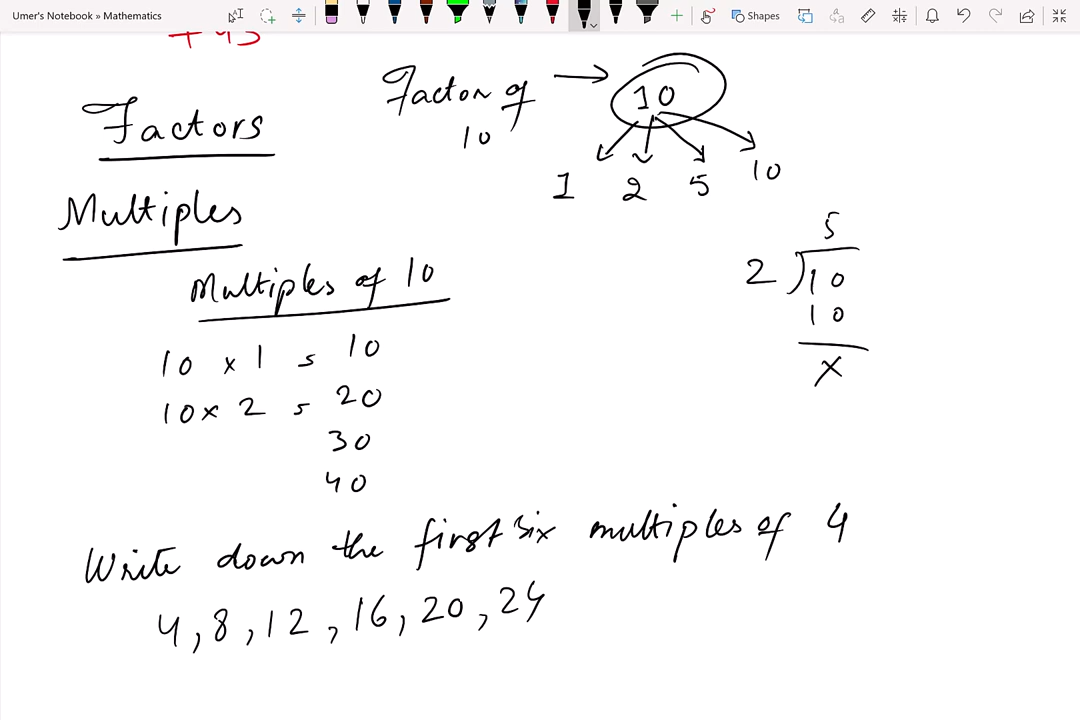 Umer's Notebook » Mathematics
Shapes
Factors
Factor of
10
10
1 2 5 10
Multiples
Multiples of 10
10 x 1 = 10
10 x 2 = 20
30
40
5
2 10
10
x
Write down the first six multiples of 4
4, 8, 12, 16, 20, 24